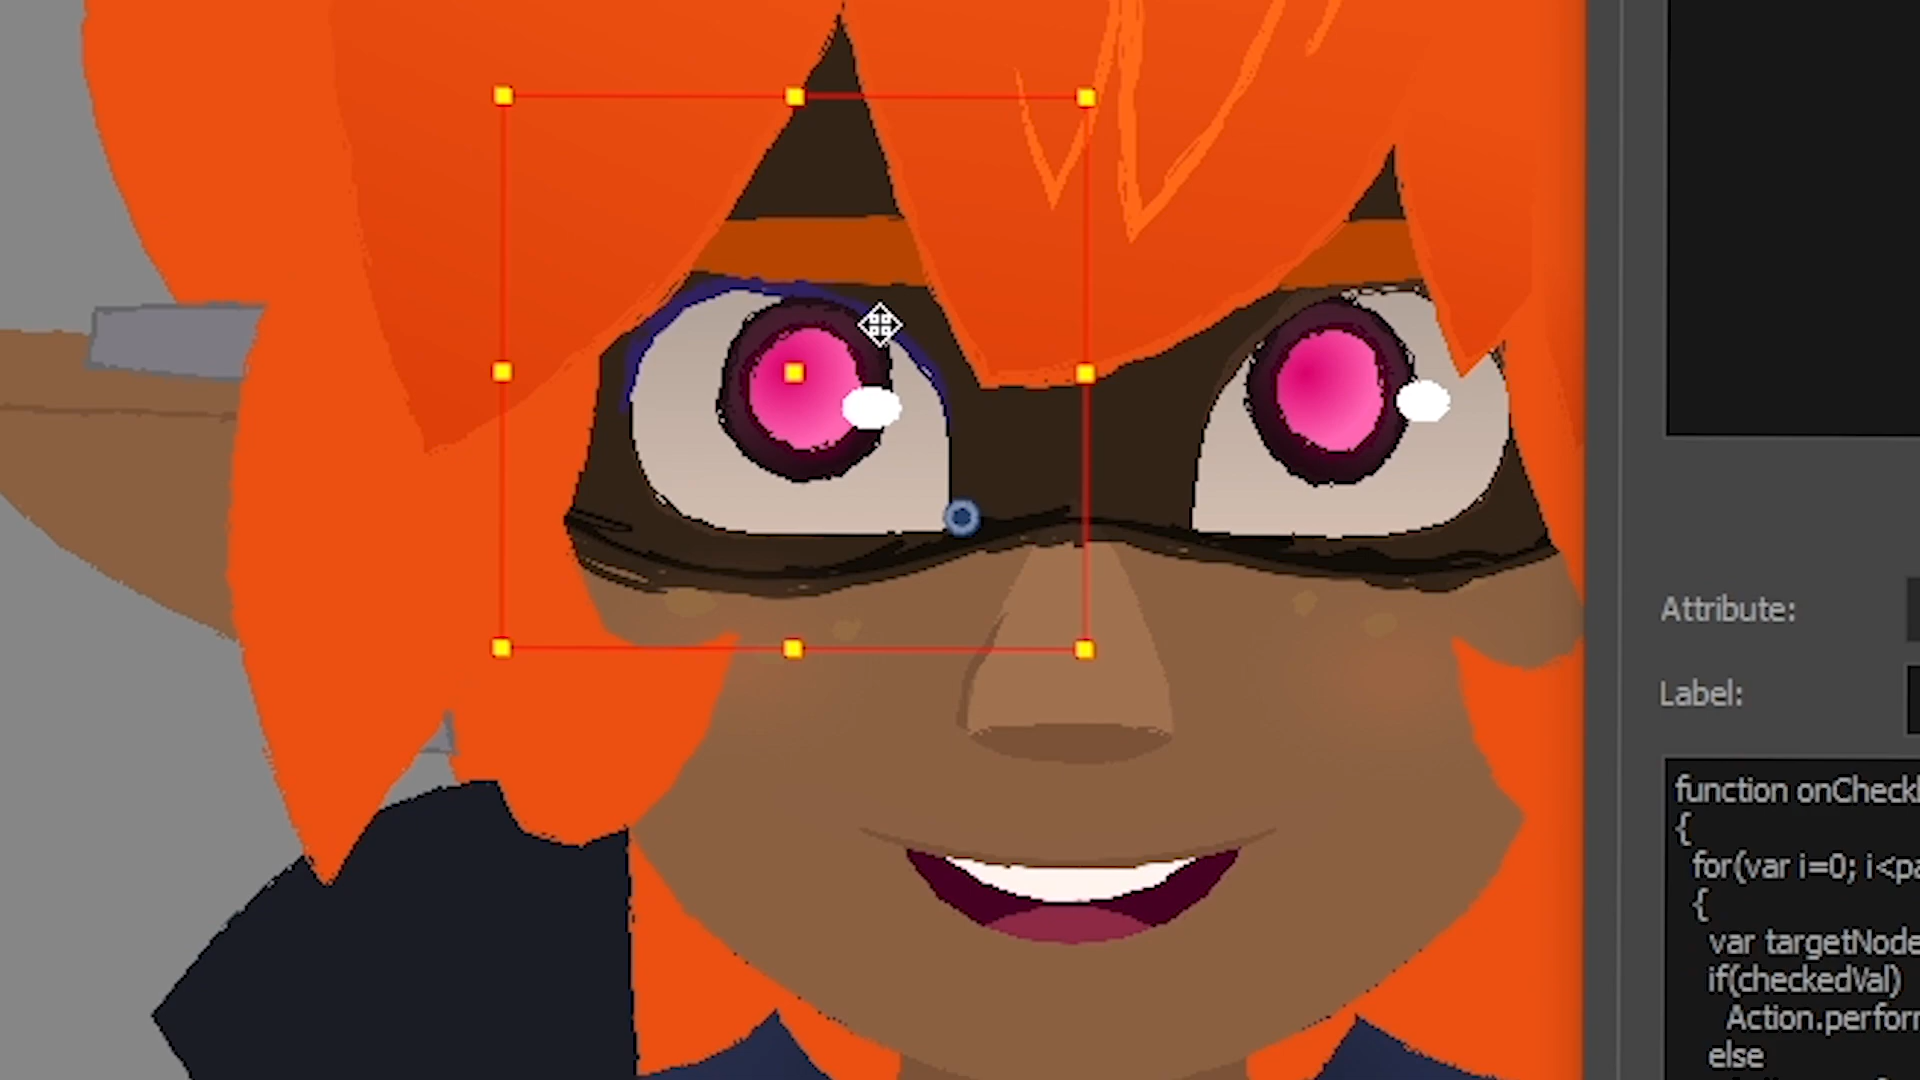 Attribute:
Label:
function onCheck
{
for(var i=0; i<pa
{
var targetNode
if(checkedVal)
Action.perforr
else